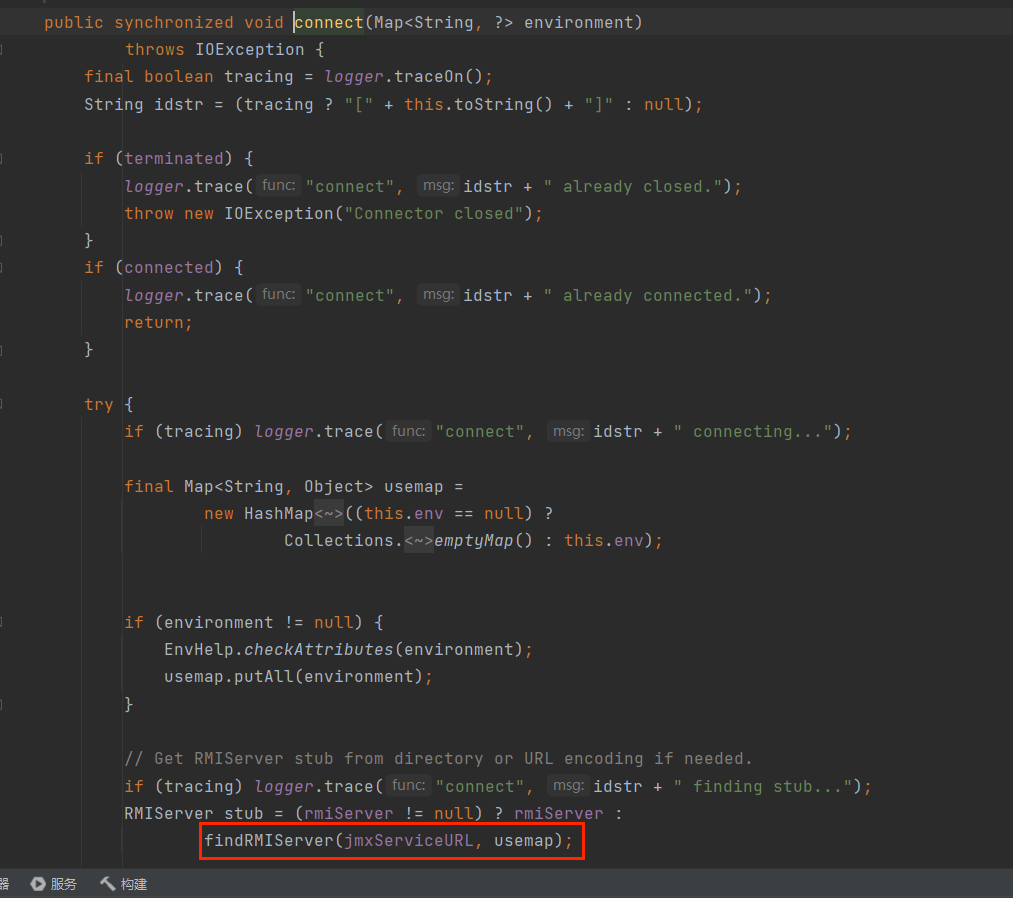 public synchronized void connect(Map<String, ?> environment)
throws IOException {
final boolean tracing = logger.traceOn();
String idstr = (tracing ? "[" + this.toString() + "]" : null);
if (terminated) {
logger.trace( func: "connect", msg: idstr + " already closed.");
throw new IOException("Connector closed");
}
if (connected) {
logger.trace( func: "connect", msg: idstr + " already connected.");
return;
}
try {
if (tracing) logger.trace( func: "connect", msg: idstr + " connecting...");
final Map<String, Object> usemap =
new HashMap<~>((this.env == null) ?
Collections.<~>emptyMap() : this.env);
if (environment != null) {
EnvHelp.checkAttributes(environment);
usemap.putAll(environment);
}
// Get RMIServer stub from directory or URL encoding if needed.
if (tracing) logger.trace( func: "connect", msg: idstr + " finding stub...");
RMIServer stub = (rmiServer != null) ? rmiServer :
findRMIServer(jmxServiceURL, usemap);
器 服务 构建